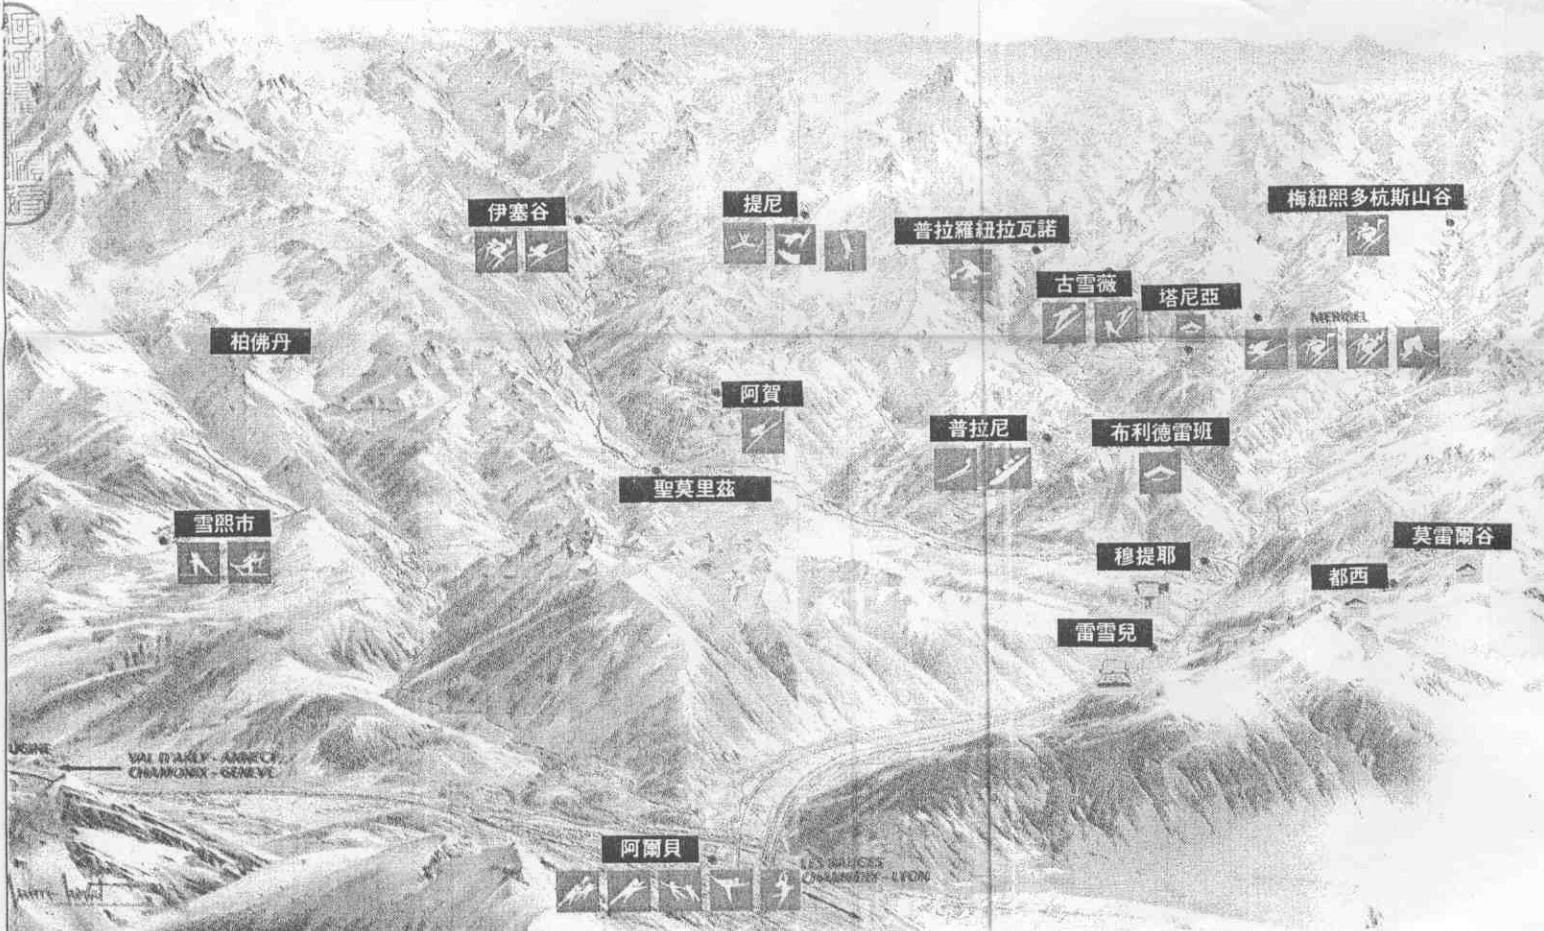 伊塞谷
提尼
梅紐熙多杭斯山谷
普拉羅紐拉瓦諾
古雪薇
塔尼亞
MERIBEL
柏佛丹
阿賀
普拉尼
布利德雷班
聖莫里茲
雪熙市
莫雷爾谷
穆提耶
都西
雷雪兒
UGINE
VAL D'ARLY - ANNECY
CHAMONIX - GENEVE
阿爾貝
CHAMBERY - LYON